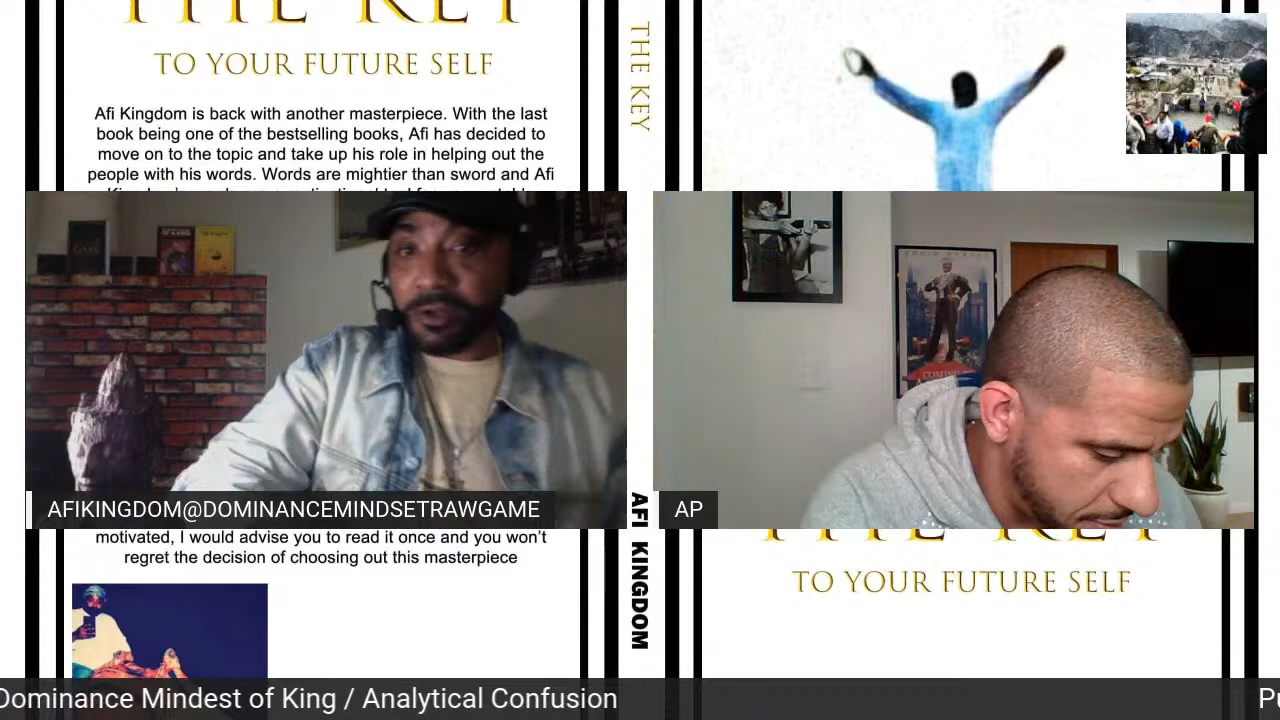 THE KEY
TO YOUR FUTURE SELF
Afi Kingdom is back with another masterpiece. With the last
book being one of the bestselling books, Afi has decided to
move on to the topic and take up his role in helping out the
people with his words. Words are mightier than sword and Afi
THE KEY
AFIKINGDOM@DOMINANCEMINDSETRAWGAME
AP
motivated, I would advise you to read it once and you won't
regret the decision of choosing out this masterpiece
AFI KINGDOM
THE KEY
TO YOUR FUTURE SELF
Dominance Mindest of King / Analytical Confusion